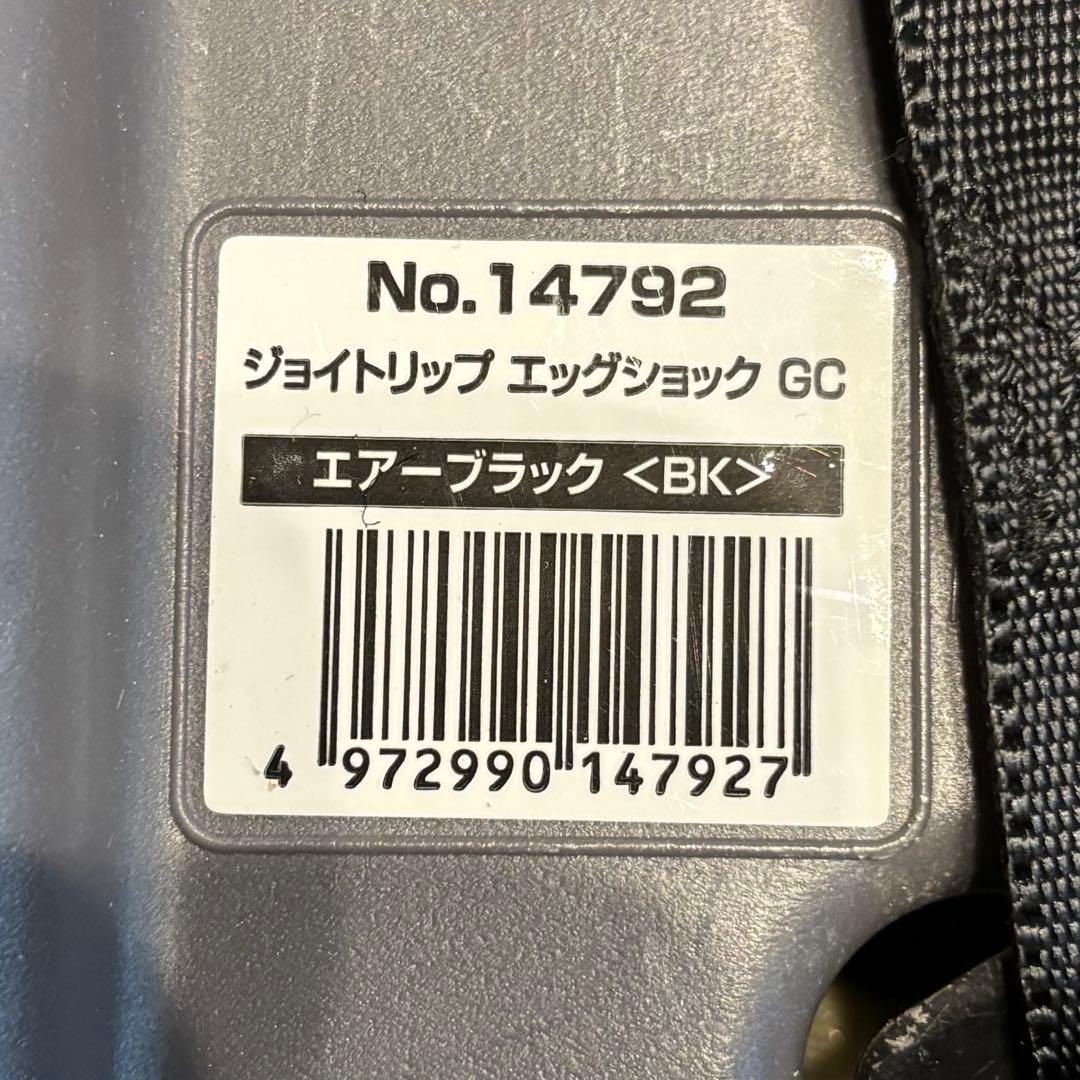 No.14792
ジョイトリップ エッグショック GC
エアーブラック <BK>
4 972990 147927